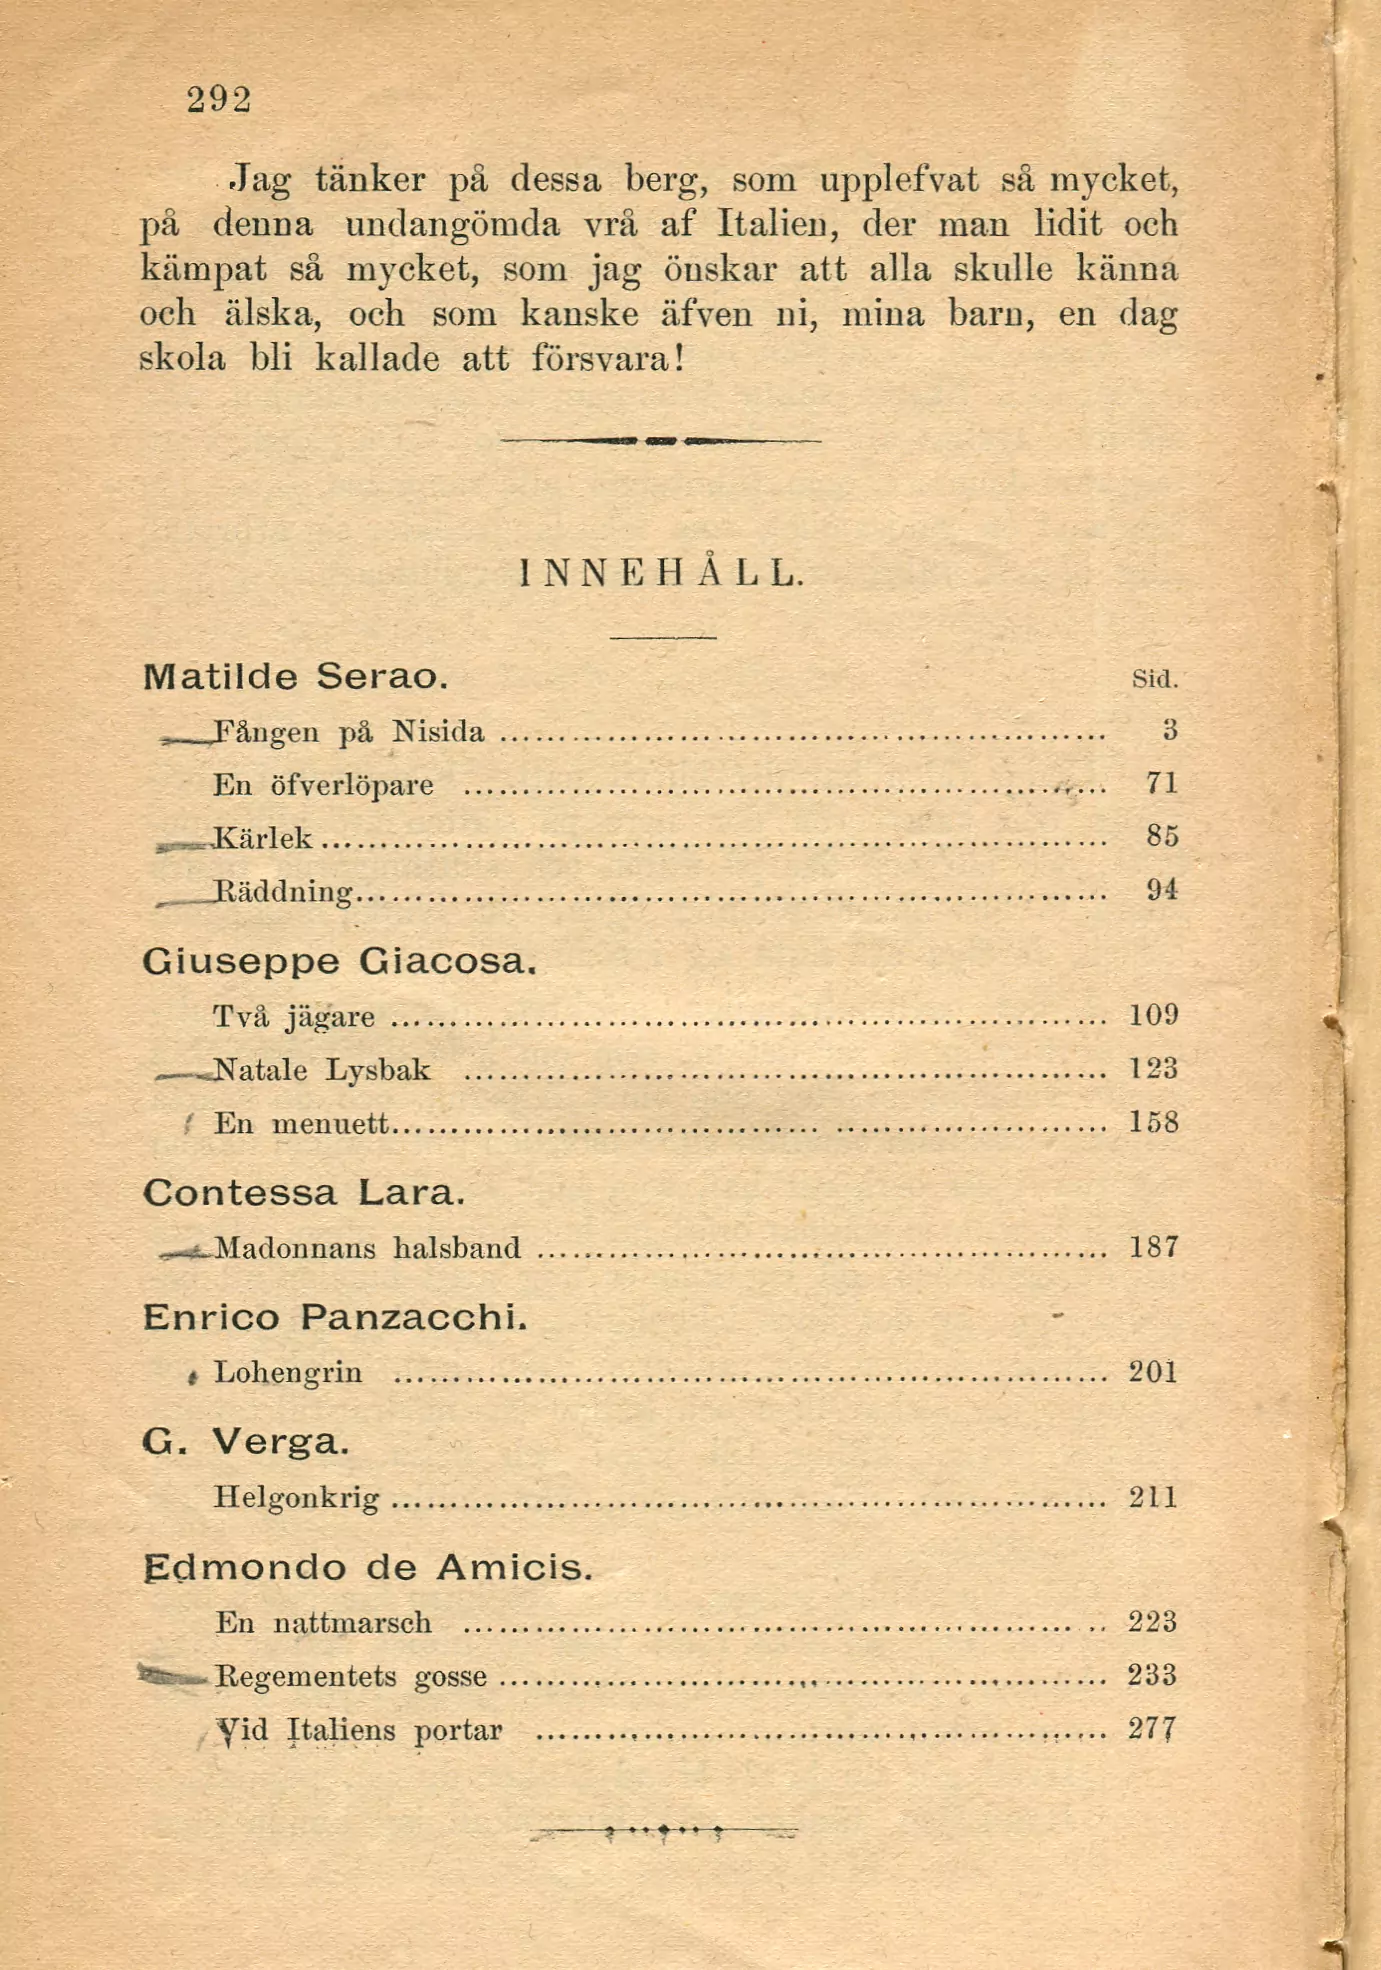 292
Jag tänker på dessa berg, som upplefvat så mycket,
på denna undangömda vrå af Italien, der man lidit och
kämpat så mycket, som jag önskar att alla skulle känna
och älska, och som kanske äfven ni, mina barn, en dag
skola bli kallade att försvara!
INNEHÅLL.
Matilde Serao. Sid.
Fången på Nisida 3
En öfverlöpare 71
Kärlek 85
Räddning 94
Giuseppe Giacosa.
Två jägare 109
Natale Lysbak 123
En menuett 158
Contessa Lara.
Madonnans halsband 187
Enrico Panzacchi.
Lohengrin 201
G. Verga.
Helgonkrig 211
Edmondo de Amicis.
En nattmarsch 223
Regementets gosse 233
Vid Italiens portar 277